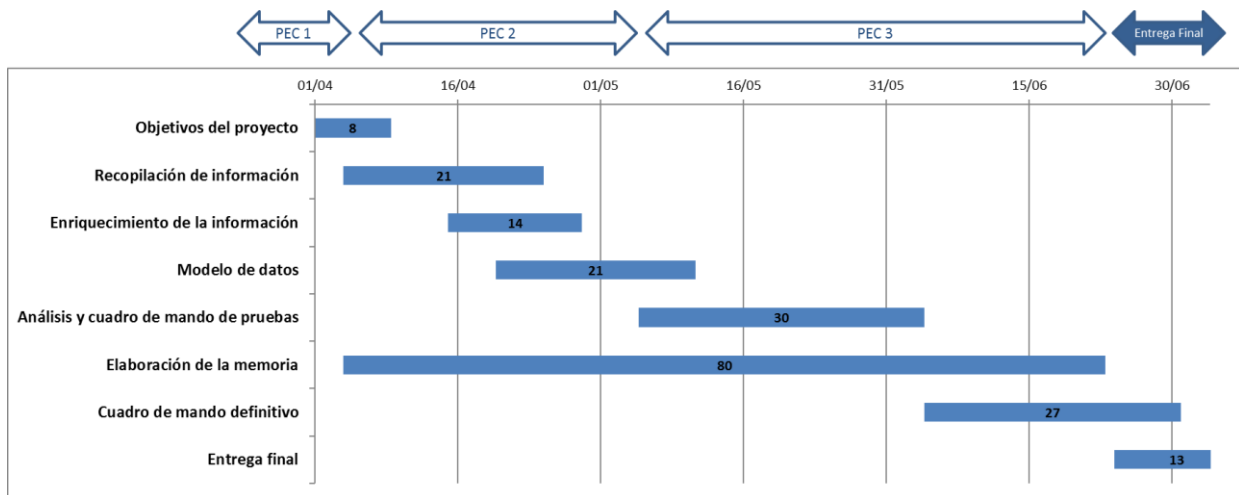 PEC 1 PEC 2 PEC 3 Entrega Final
01/04 16/04 01/05 16/05 31/05 15/06 30/06
Objetivos del proyecto 8
Recopilación de información 21
Enriquecimiento de la información 14
Modelo de datos 21
Análisis y cuadro de mando de pruebas 30
Elaboración de la memoria 80
Cuadro de mando definitivo 27
Entrega final 13